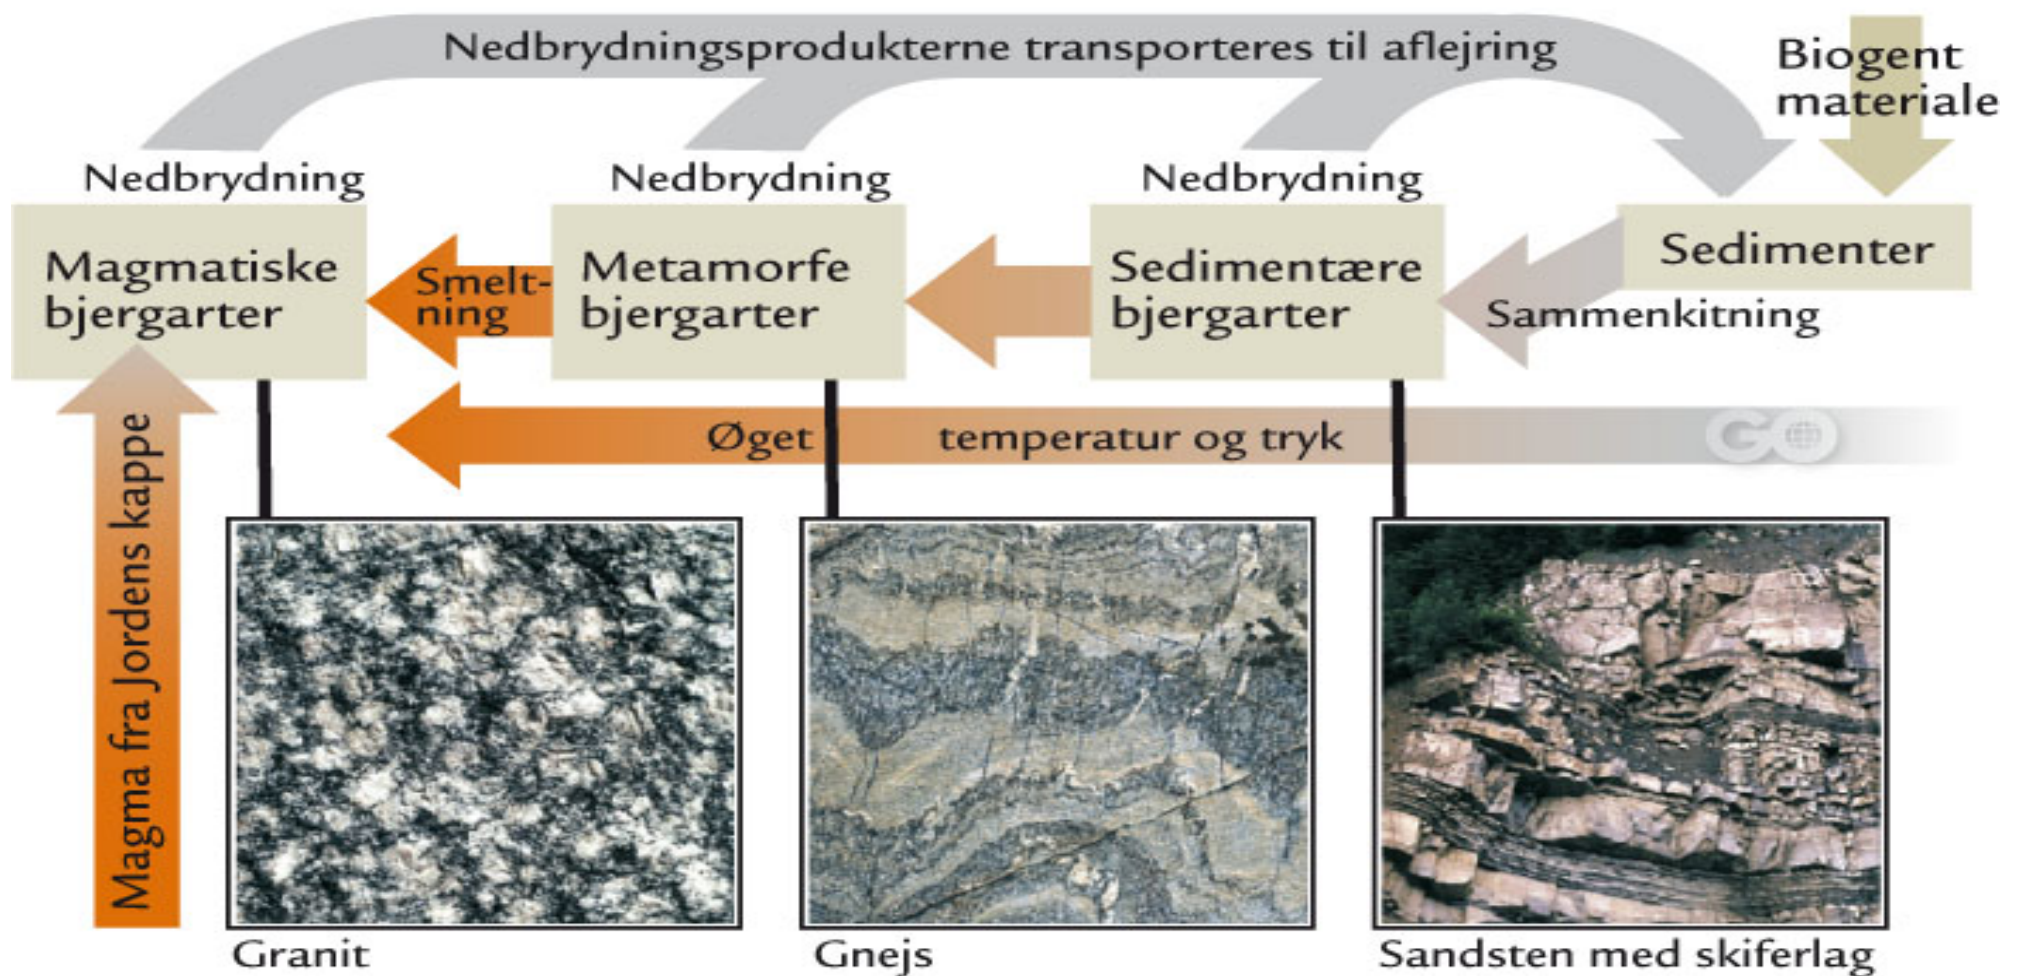 Nedbrydningsprodukterne transporteres til aflejring
Biogent
materiale
Nedbrydning
Nedbrydning
Nedbrydning
Magmatiske
bjergarter
Smelt-
ning
Metamorfe
bjergarter
Sedimentære
bjergarter
Sedimenter
Sammenkitning
Øget temperatur og tryk
GO
Magma fra Jordens kappe
Granit
Gnejs
Sandsten med skiferlag